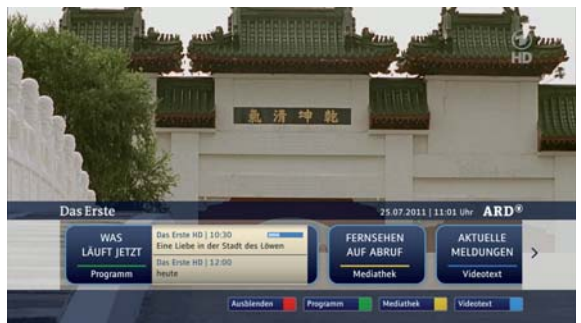 HD
氣清坤乾
Das Erste
25.07.2011 | 11:01 Uhr ARD®
WAS
LÄUFT JETZT
Programm
Das Erste HD | 10:30
Eine Liebe in der Stadt des Löwen
Das Erste HD | 12:00
heute
FERNSEHEN
AUF ABRUF
Mediathek
AKTUELLE
MELDUNGEN
Videotext
Ausblenden Programm Mediathek Videotext